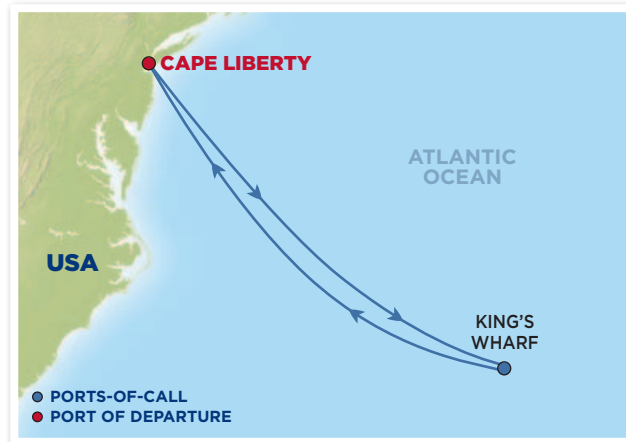 CAPE LIBERTY
ATLANTIC
OCEAN
USA
KING'S
WHARF
PORTS-OF-CALL
PORT OF DEPARTURE